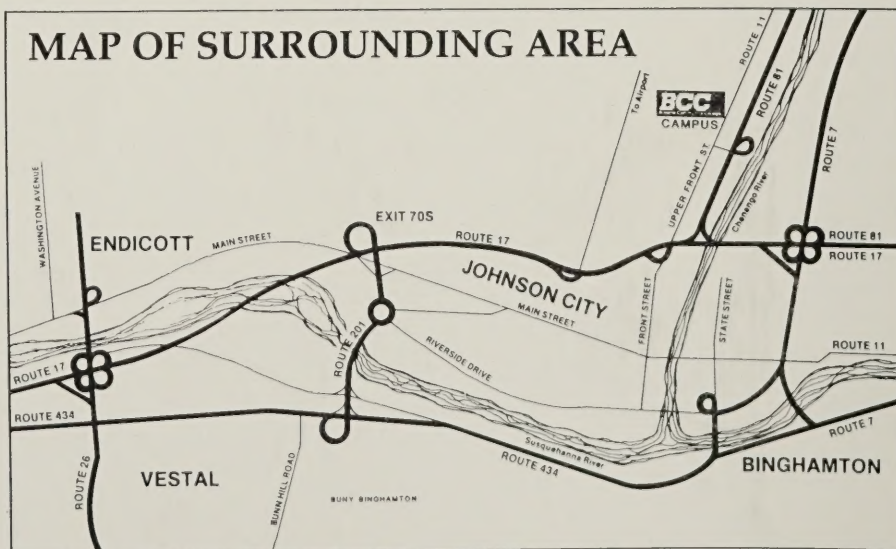 MAP OF SURROUNDING AREA
ROUTE 11
ROUTE 81
ROUTE 7
To Airport
BCC
CAMPUS
UPPER FRONT ST.
Chenango River
WASHINGTON AVENUE
ENDICOTT
MAIN STREET
EXIT 70S
ROUTE 17
JOHNSON CITY
MAIN STREET
ROUTE 81
ROUTE 17
FRONT STREET
STATE STREET
ROUTE 201
RIVERSIDE DRIVE
ROUTE 11
ROUTE 17
ROUTE 434
ROUTE 26
VESTAL
BUNN HILL ROAD
SUNY BINGHAMTON
Susquehanna River
ROUTE 434
BINGHAMTON
ROUTE 7